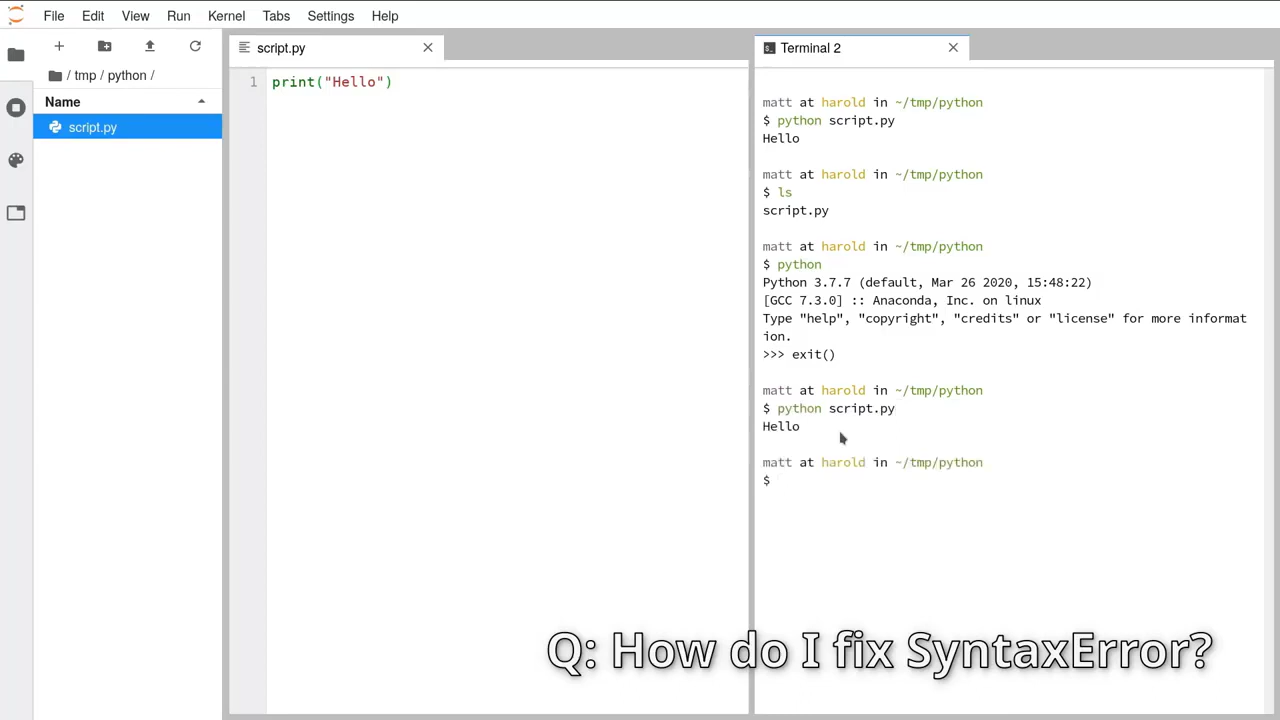 File Edit View Run Kernel Tabs Settings Help
/ tmp / python /
Name
script.py
script.py
1 print("Hello")
Terminal 2
matt at harold in ~/tmp/python
$ python script.py
Hello
matt at harold in ~/tmp/python
$ ls
script.py
matt at harold in ~/tmp/python
$ python
Python 3.7.7 (default, Mar 26 2020, 15:48:22)
[GCC 7.3.0] :: Anaconda, Inc. on linux
Type "help", "copyright", "credits" or "license" for more informat
ion.
>>> exit()
matt at harold in ~/tmp/python
$ python script.py
Hello
matt at harold in ~/tmp/python
$
Q: How do I fix SyntaxError?